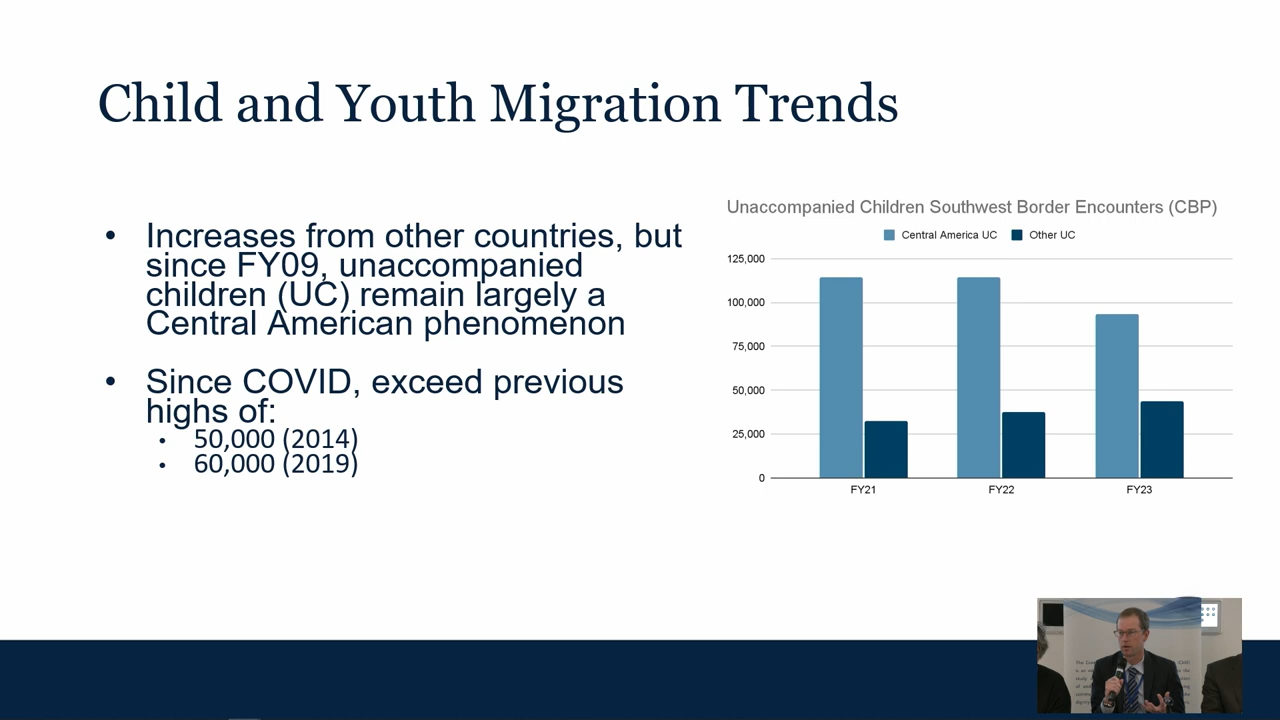 Child and Youth Migration Trends
• Increases from other countries, but
since FY09, unaccompanied
children (UC) remain largely a
Central American phenomenon
• Since COVID, exceed previous
highs of:
• 50,000 (2014)
• 60,000 (2019)
Unaccompanied Children Southwest Border Encounters (CBP)
Central America UC Other UC
125,000
100,000
75,000
50,000
25,000
0
FY21 FY22 FY23